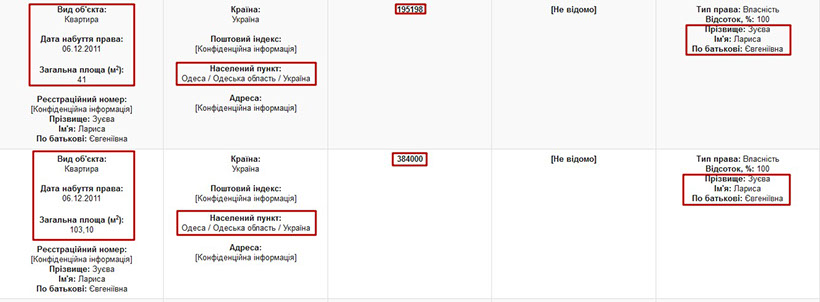 Вид об'єкта:
Квартира
Дата набуття права:
06.12.2011
Загальна площа (м²):
41
Реєстраційний номер:
[Конфіденційна інформація]
Прізвище: Зуєва
Ім'я: Лариса
По батькові: Євгеніївна
Країна:
Україна
Поштовий індекс:
[Конфіденційна інформація]
Населений пункт:
Одеса / Одеська область / Україна
Адреса:
[Конфіденційна інформація]
195198
[Не відомо]
Тип права: Власність
Відсоток, %: 100
Прізвище: Зуєва
Ім'я: Лариса
По батькові: Євгеніївна
Вид об'єкта:
Квартира
Дата набуття права:
06.12.2011
Загальна площа (м²):
103,10
Реєстраційний номер:
[Конфіденційна інформація]
Прізвище: Зуєва
Ім'я: Лариса
По батькові: Євгеніївна
Країна:
Україна
Поштовий індекс:
[Конфіденційна інформація]
Населений пункт:
Одеса / Одеська область / Україна
Адреса:
[Конфіденційна інформація]
384000
[Не відомо]
Тип права: Власність
Відсоток, %: 100
Прізвище: Зуєва
Ім'я: Лариса
По батькові: Євгеніївна